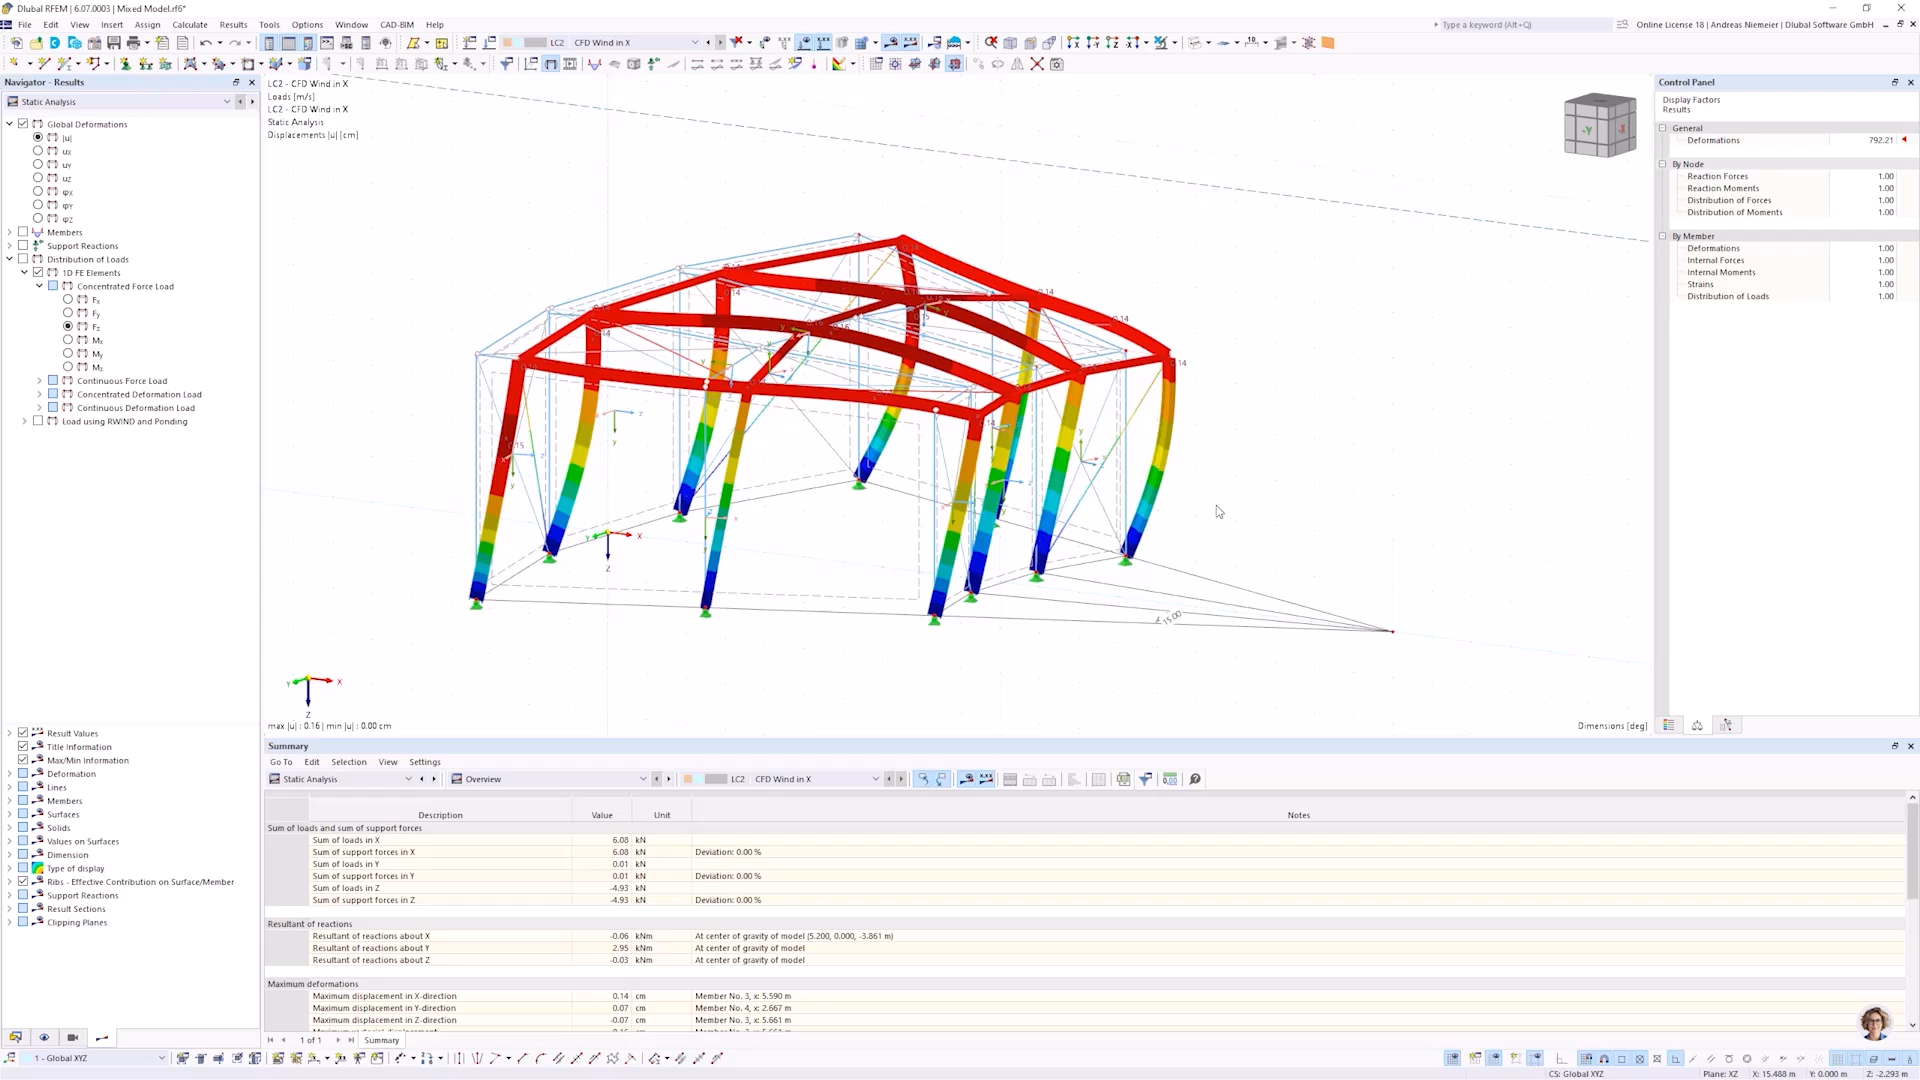 Dlubal RFEM | 6.07.0003 | Mixed Model.rf6*
File Edit View Insert Assign Calculate Results Tools Options Window CAD-BIM Help
Type a keyword (Alt+Q)
Online License 18 | Andreas Niemeier | Dlubal Software GmbH
LC2 CFD Wind in X
Navigator - Results
Static Analysis
Global Deformations
|u|
uX
uY
uZ
φX
φY
φZ
Members
Support Reactions
Distribution of Loads
1D FE Elements
Concentrated Force Load
Fx
Fy
Fz
Mx
My
Mz
Continuous Force Load
Concentrated Deformation Load
Continuous Deformation Load
Load using RWIND and Ponding
Result Values
Title Information
Max/Min Information
Deformation
Lines
Members
Surfaces
Solids
Values on Surfaces
Dimension
Type of display
Ribs - Effective Contribution on Surface/Member
Support Reactions
Result Sections
Clipping Planes
1 - Global XYZ
LC2 - CFD Wind in X
Loads [m/s]
LC2 - CFD Wind in X
Static Analysis
Displacements |u| [cm]
-Y
0.14
0.14
0.14
0.14
0.14
0.16
0.15
15.00
X
Z
Y
X
Z
max |u| : 0.16 | min |u| : 0.00 cm
Dimensions [deg]
Control Panel
Display Factors
Results
General
Deformations 792.21
By Node
Reaction Forces 1.00
Reaction Moments 1.00
Distribution of Forces 1.00
Distribution of Moments 1.00
By Member
Deformations 1.00
Internal Forces 1.00
Internal Moments 1.00
Strains 1.00
Distribution of Loads 1.00
Summary
Go To Edit Selection View Settings
Static Analysis Overview LC2 CFD Wind in X
Description Value Unit Notes
Sum of loads and sum of support forces
Sum of loads in X 6.08 kN
Sum of support forces in X 6.08 kN Deviation: 0.00 %
Sum of loads in Y 0.01 kN
Sum of support forces in Y 0.01 kN Deviation: 0.00 %
Sum of loads in Z -4.93 kN
Sum of support forces in Z -4.93 kN Deviation: 0.00 %
Resultant of reactions
Resultant of reactions about X -0.06 kNm At center of gravity of model (5.200, 0.000, -3.861 m)
Resultant of reactions about Y 2.95 kNm At center of gravity of model
Resultant of reactions about Z -0.03 kNm At center of gravity of model
Maximum deformations
Maximum displacement in X-direction 0.14 cm Member No. 3, x: 5.590 m
Maximum displacement in Y-direction 0.07 cm Member No. 4, x: 2.667 m
Maximum displacement in Z-direction -0.07 cm Member No. 3, x: 5.661 m
1 of 1 Summary
CS: Global XYZ Plane: XZ X: 15.488 m Y: 0.000 m Z: -2.293 m